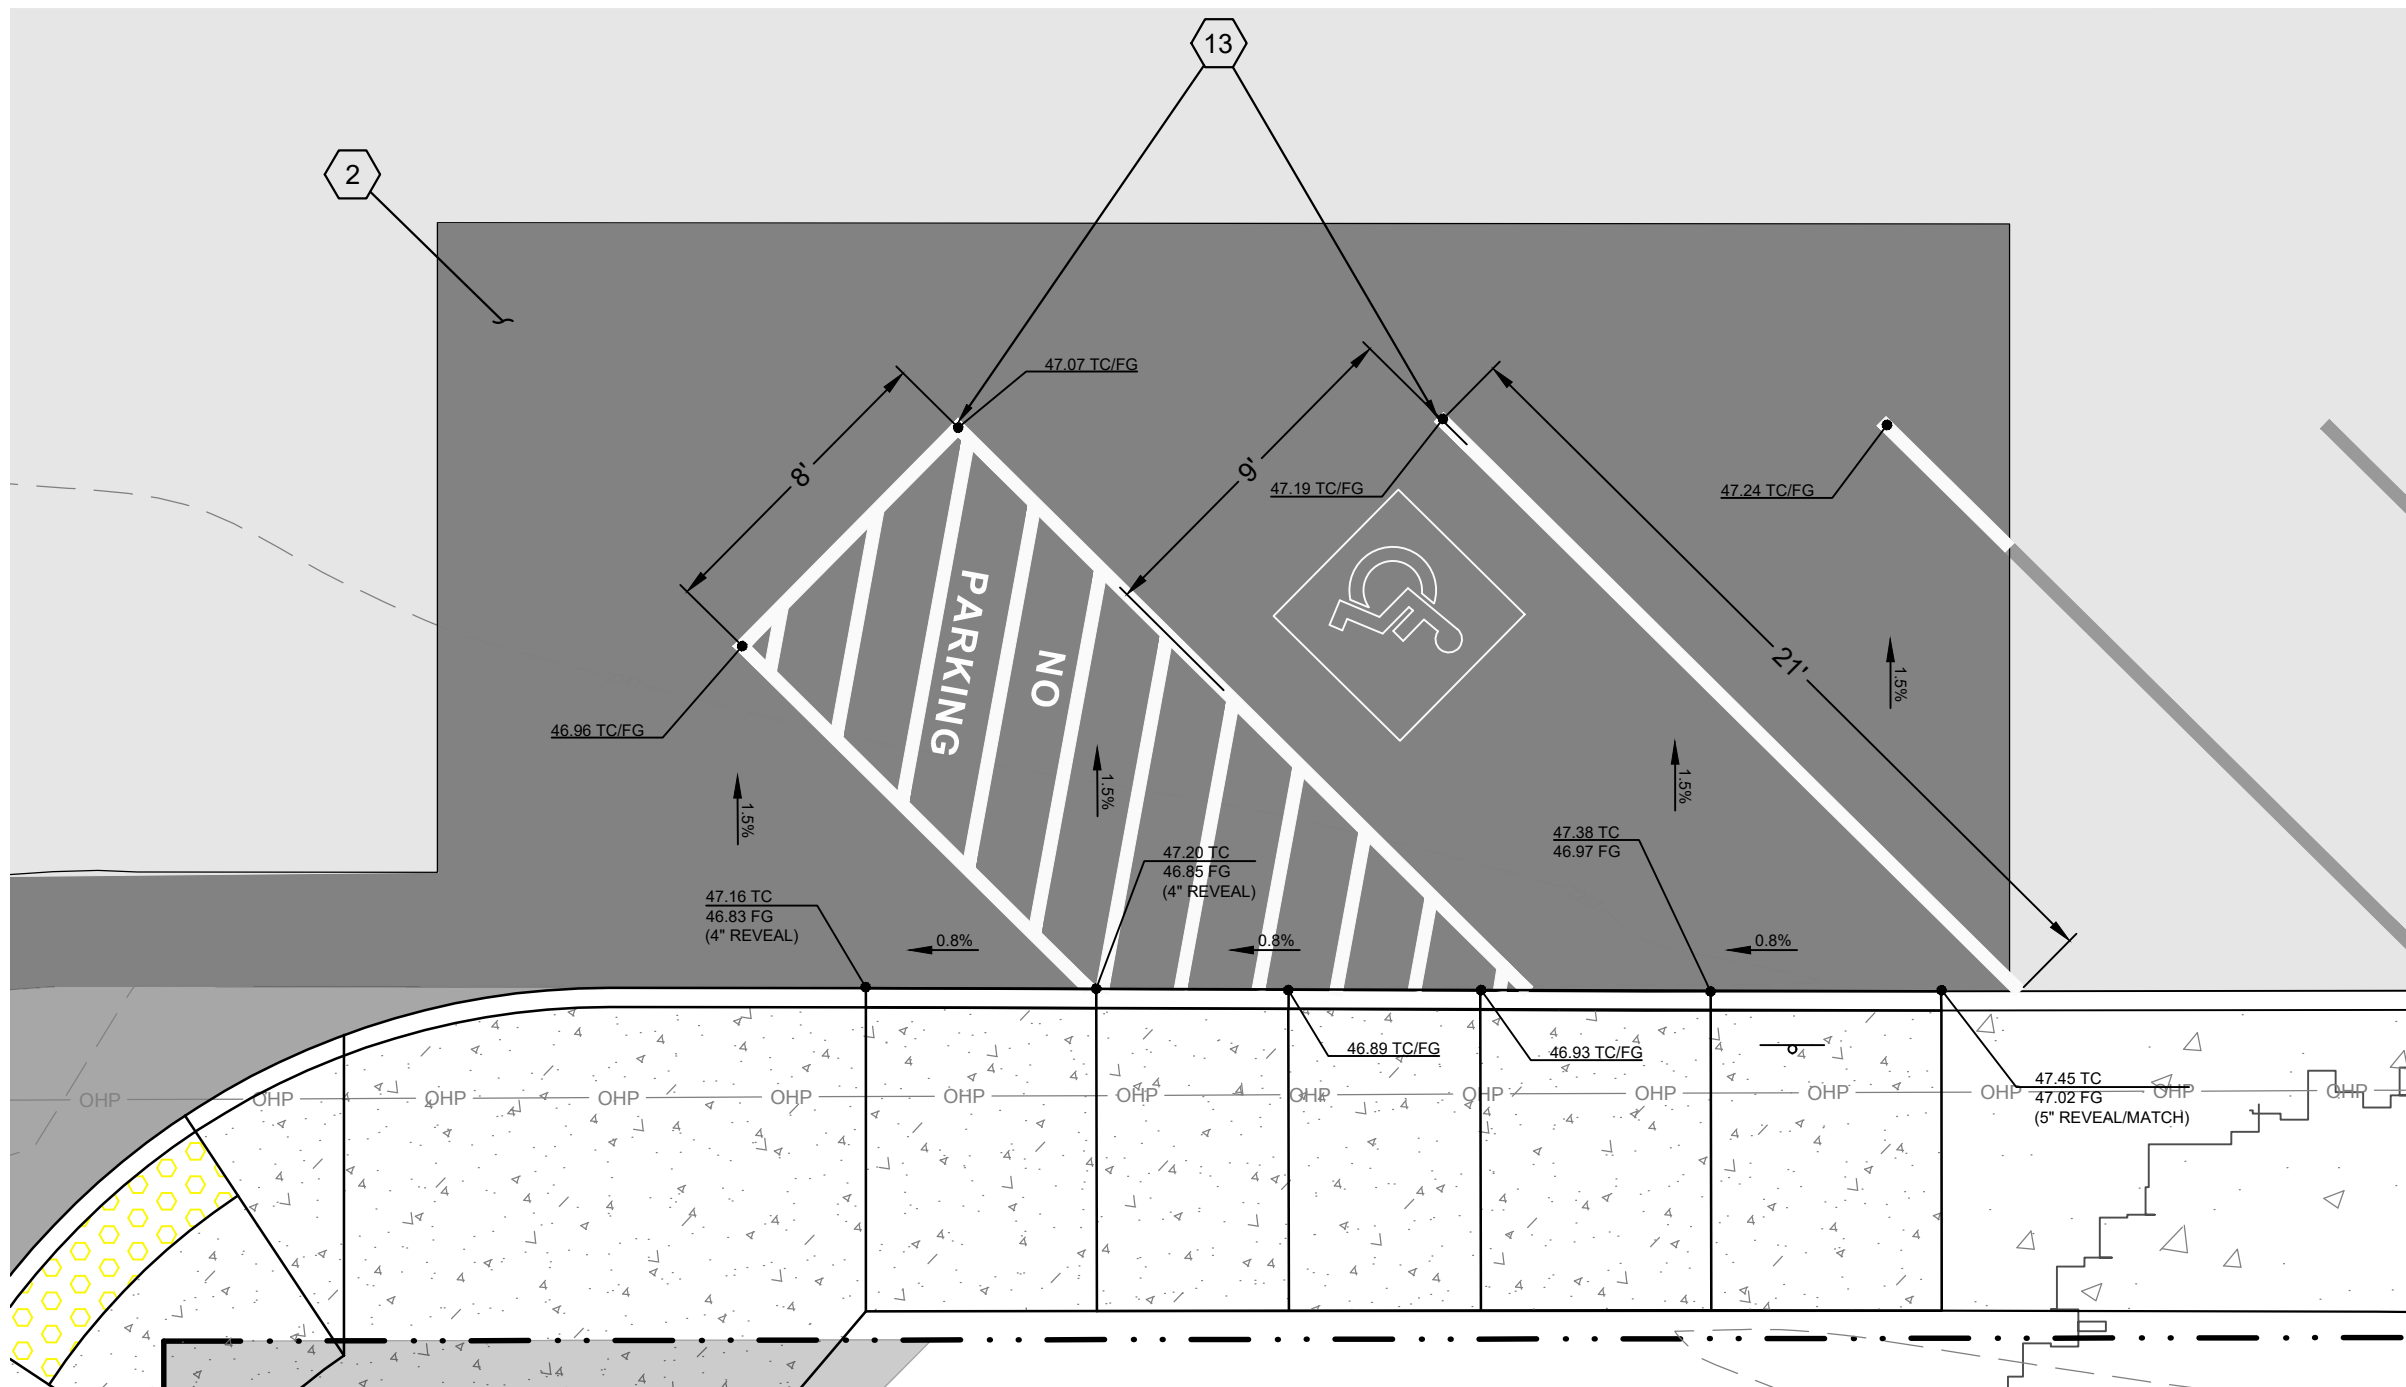 13
2
47.07 TC/FG
8'
9'
47.19 TC/FG
47.24 TC/FG
PARKING
NO
21'
1.5%
46.96 TC/FG
1.5%
1.5%
1.5%
47.38 TC
46.97 FG
47.20 TC
46.85 FG
(4" REVEAL)
47.16 TC
46.83 FG
(4" REVEAL)
0.8%
0.8%
0.8%
46.89 TC/FG
46.93 TC/FG
47.45 TC
47.02 FG
(5" REVEAL/MATCH)
OHP OHP OHP OHP OHP OHP OHP OHP OHP OHP OHP OHP OHP OHP